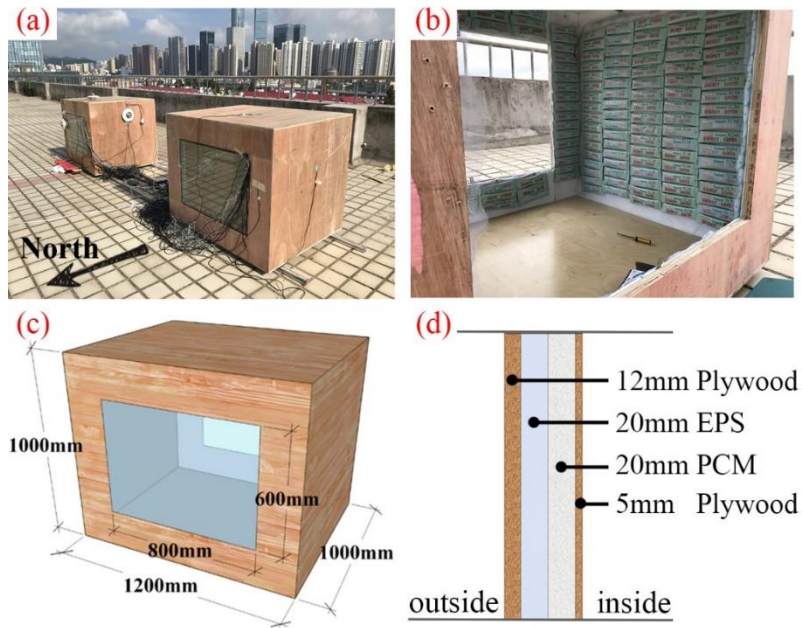 (a)
North
(b)
(c)
1000mm
600mm
800mm
1000mm
1200mm
(d)
12mm Plywood
20mm EPS
20mm PCM
5mm Plywood
outside
inside